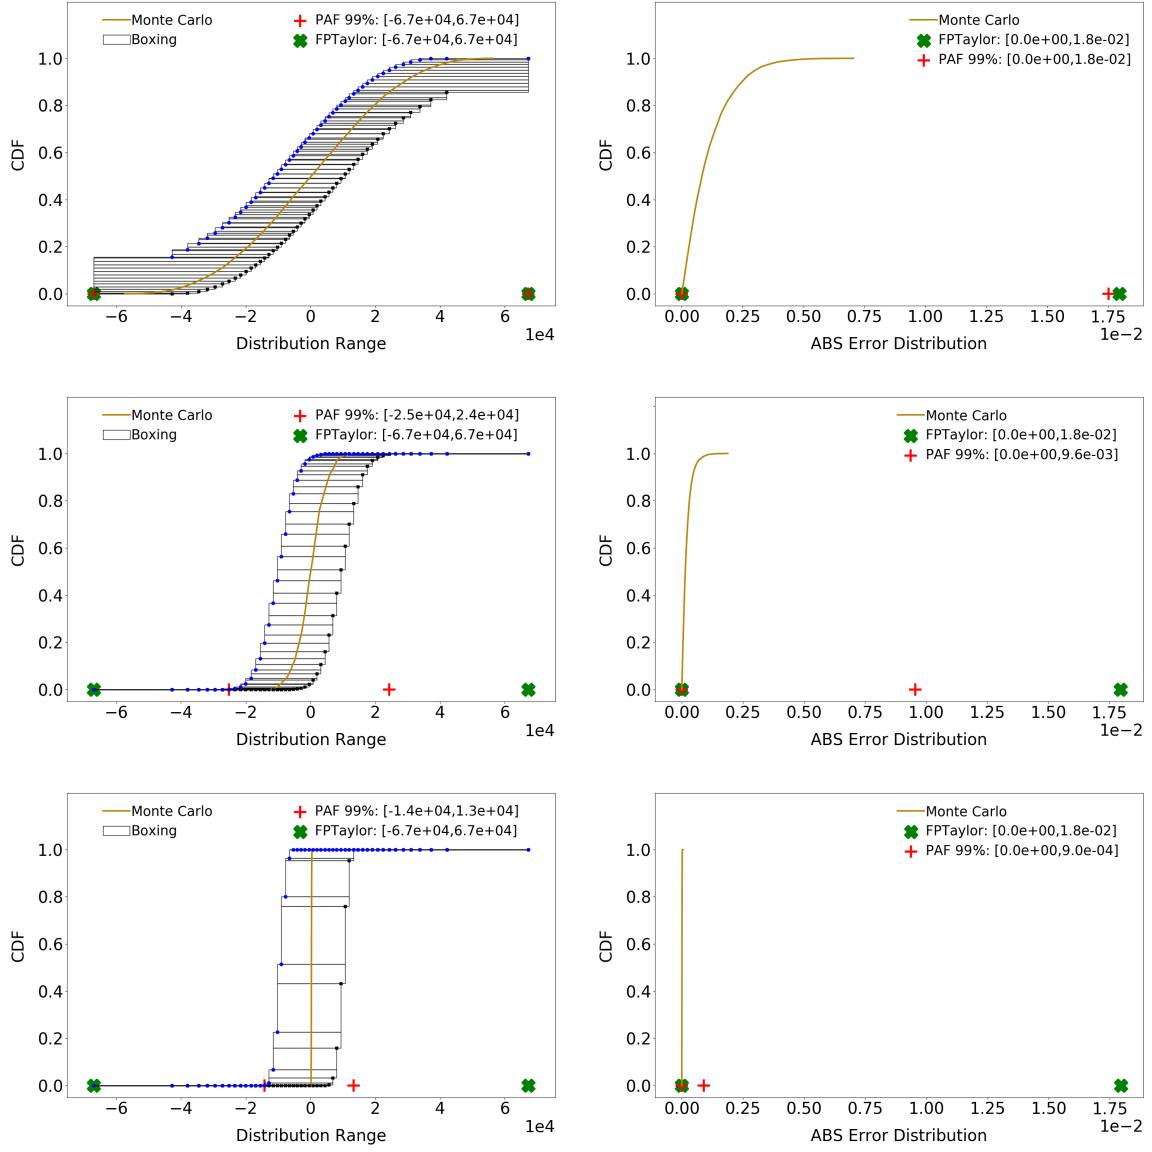 Monte Carlo
Boxing
PAF 99%: [-6.7e+04,6.7e+04]
FPTaylor: [-6.7e+04,6.7e+04]
CDF
1.0
0.8
0.6
0.4
0.2
0.0
−6 −4 −2 0 2 4 6
1e4
Distribution Range
Monte Carlo
FPTaylor: [0.0e+00,1.8e-02]
PAF 99%: [0.0e+00,1.8e-02]
CDF
1.0
0.8
0.6
0.4
0.2
0.0
0.00 0.25 0.50 0.75 1.00 1.25 1.50 1.75
1e−2
ABS Error Distribution
Monte Carlo
Boxing
PAF 99%: [-2.5e+04,2.4e+04]
FPTaylor: [-6.7e+04,6.7e+04]
CDF
1.0
0.8
0.6
0.4
0.2
0.0
−6 −4 −2 0 2 4 6
1e4
Distribution Range
Monte Carlo
FPTaylor: [0.0e+00,1.8e-02]
PAF 99%: [0.0e+00,9.6e-03]
CDF
1.0
0.8
0.6
0.4
0.2
0.0
0.00 0.25 0.50 0.75 1.00 1.25 1.50 1.75
1e−2
ABS Error Distribution
Monte Carlo
Boxing
PAF 99%: [-1.4e+04,1.3e+04]
FPTaylor: [-6.7e+04,6.7e+04]
CDF
1.0
0.8
0.6
0.4
0.2
0.0
−6 −4 −2 0 2 4 6
1e4
Distribution Range
Monte Carlo
FPTaylor: [0.0e+00,1.8e-02]
PAF 99%: [0.0e+00,9.0e-04]
CDF
1.0
0.8
0.6
0.4
0.2
0.0
0.00 0.25 0.50 0.75 1.00 1.25 1.50 1.75
1e−2
ABS Error Distribution